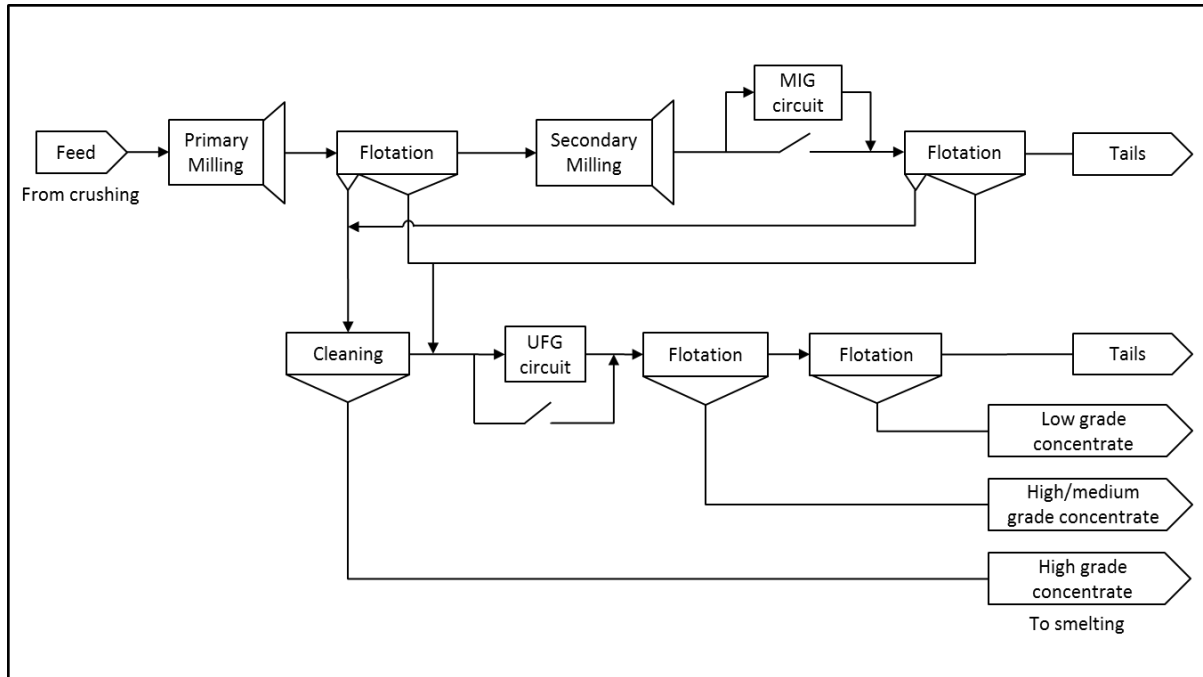 MIG
circuit
Feed
Primary
Milling
Flotation
Secondary
Milling
Flotation
Tails
From crushing
Cleaning
UFG
circuit
Flotation
Flotation
Tails
Low grade
concentrate
High/medium
grade concentrate
High grade
concentrate
To smelting